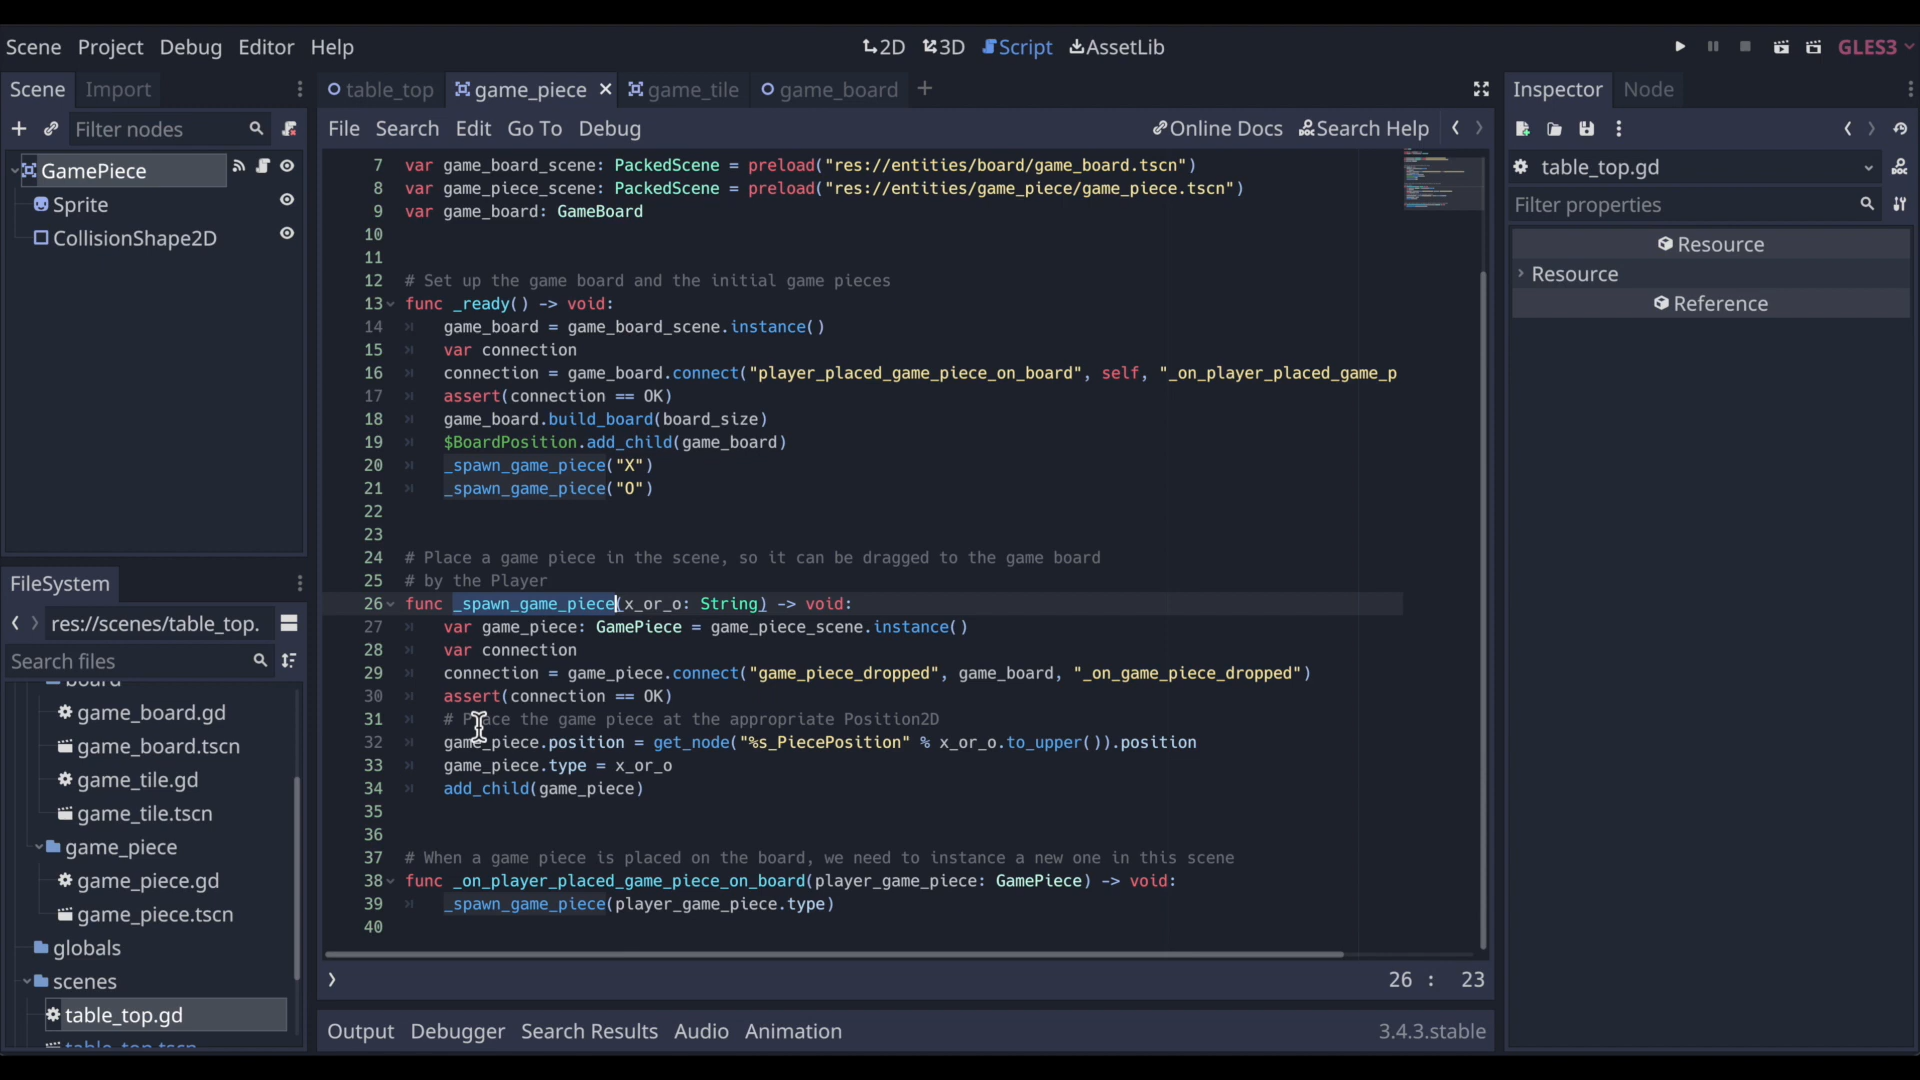 Scene Project Debug Editor Help
2D 3D Script AssetLib
GLES3
Scene Import
table_top game_piece game_tile game_board
Inspector Node
Filter nodes
File Search Edit Go To Debug
Online Docs Search Help
GamePiece
Sprite
CollisionShape2D
7 var game_board_scene: PackedScene = preload("res://entities/board/game_board.tscn")
8 var game_piece_scene: PackedScene = preload("res://entities/game_piece/game_piece.tscn")
9 var game_board: GameBoard
10
11
12 # Set up the game board and the initial game pieces
13 func _ready() -> void:
14 game_board = game_board_scene.instance()
15 var connection
16 connection = game_board.connect("player_placed_game_piece_on_board", self, "_on_player_placed_game_p
17 assert(connection == OK)
18 game_board.build_board(board_size)
19 $BoardPosition.add_child(game_board)
20 _spawn_game_piece("X")
21 _spawn_game_piece("O")
22
23
24 # Place a game piece in the scene, so it can be dragged to the game board
25 # by the Player
26 func _spawn_game_piece(x_or_o: String) -> void:
27 var game_piece: GamePiece = game_piece_scene.instance()
28 var connection
29 connection = game_piece.connect("game_piece_dropped", game_board, "_on_game_piece_dropped")
30 assert(connection == OK)
31 # Place the game piece at the appropriate Position2D
32 game_piece.position = get_node("%s_PiecePosition" % x_or_o.to_upper()).position
33 game_piece.type = x_or_o
34 add_child(game_piece)
35
36
37 # When a game piece is placed on the board, we need to instance a new one in this scene
38 func _on_player_placed_game_piece_on_board(player_game_piece: GamePiece) -> void:
39 _spawn_game_piece(player_game_piece.type)
40
26 : 23
FileSystem
res://scenes/table_top.
Search files
board
game_board.gd
game_board.tscn
game_tile.gd
game_tile.tscn
game_piece
game_piece.gd
game_piece.tscn
globals
scenes
table_top.gd
table_top.tscn
Output Debugger Search Results Audio Animation
3.4.3.stable
table_top.gd
Filter properties
Resource
Resource
Reference